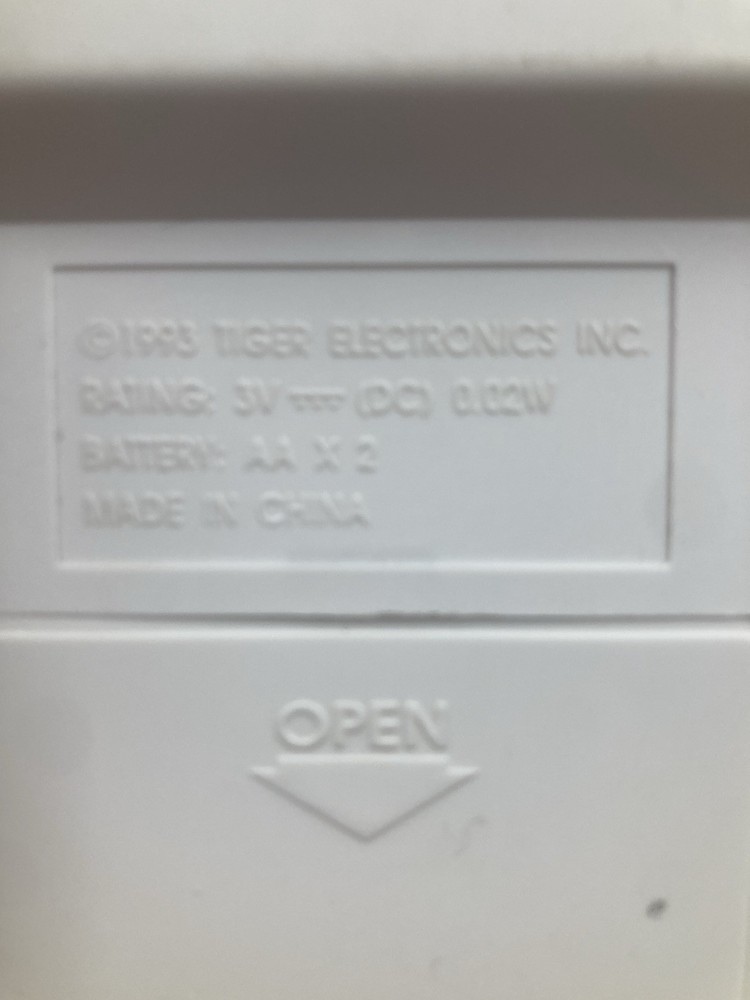 ©1993 TIGER ELECTRONICS INC.
RATING: 3V ⎓ (DC) 0.02W
BATTERY: AA X 2
MADE IN CHINA
OPEN